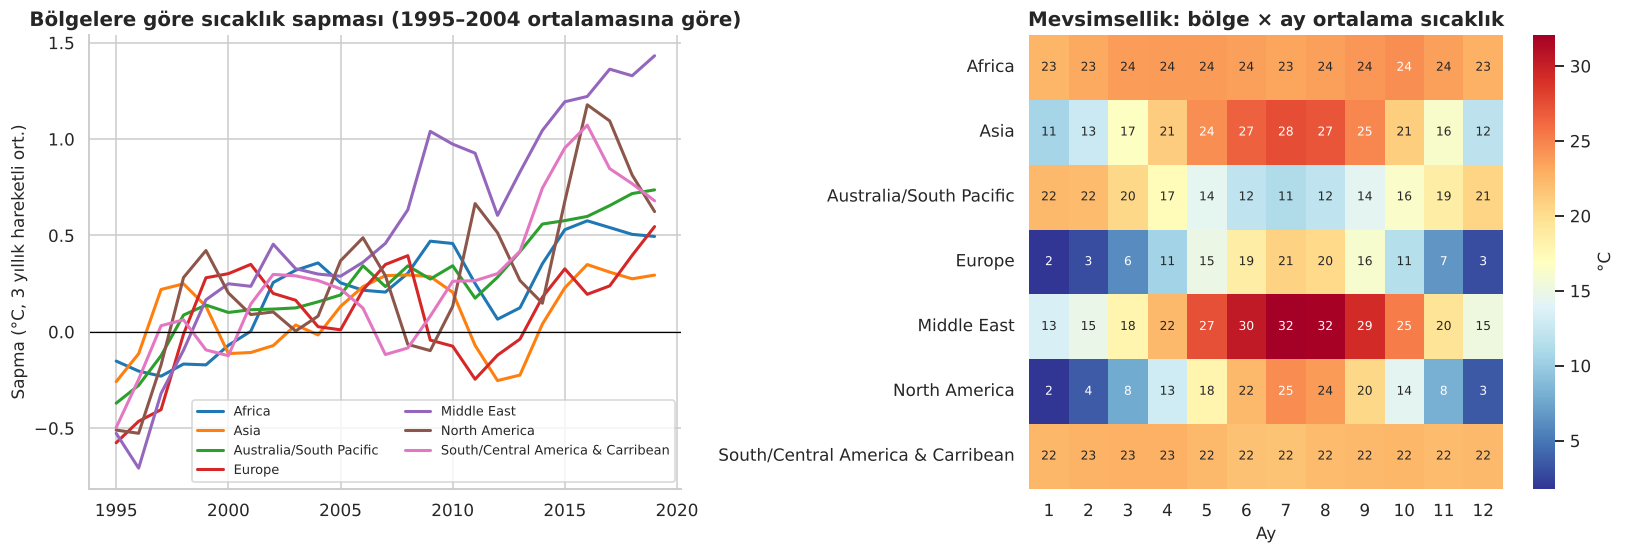 Bölgelere göre sıcaklık sapması (1995–2004 ortalamasına göre)
Sapma (°C, 3 yıllık hareketli ort.)
1.5
1.0
0.5
0.0
−0.5
1995 2000 2005 2010 2015 2020
Africa
Asia
Australia/South Pacific
Europe
Middle East
North America
South/Central America & Carribean
Mevsimsellik: bölge × ay ortalama sıcaklık
Africa 23 23 24 24 24 24 23 24 24 24 24 23
Asia 11 13 17 21 24 27 28 27 25 21 16 12
Australia/South Pacific 22 22 20 17 14 12 11 12 14 16 19 21
Europe 2 3 6 11 15 19 21 20 16 11 7 3
Middle East 13 15 18 22 27 30 32 32 29 25 20 15
North America 2 4 8 13 18 22 25 24 20 14 8 3
South/Central America & Carribean 22 23 23 23 22 22 22 22 22 22 22 22
1 2 3 4 5 6 7 8 9 10 11 12
Ay
30
25
20
15
10
5
°C